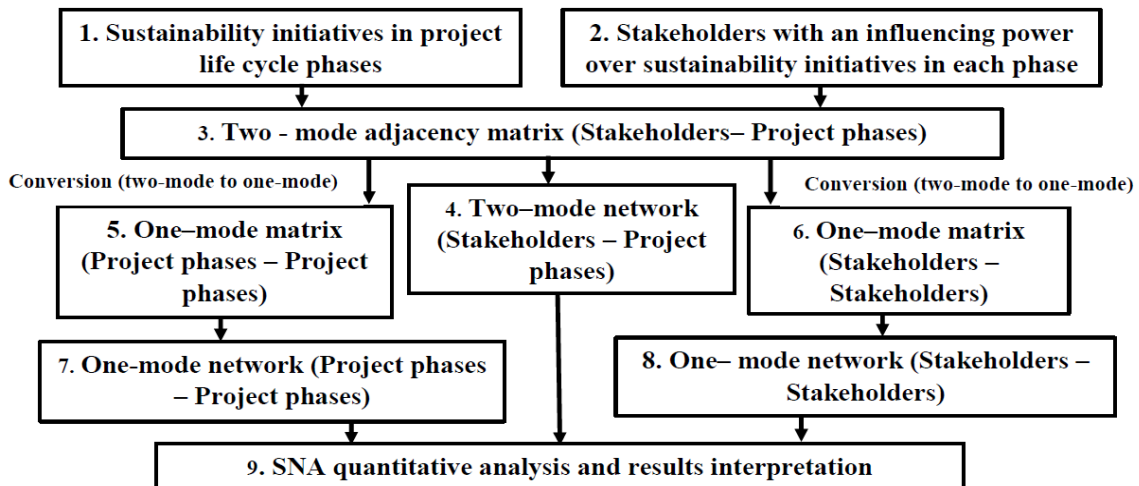 1. Sustainability initiatives in project
life cycle phases
2. Stakeholders with an influencing power
over sustainability initiatives in each phase
3. Two - mode adjacency matrix (Stakeholders– Project phases)
Conversion (two-mode to one-mode)
Conversion (two-mode to one-mode)
5. One–mode matrix
(Project phases – Project
phases)
4. Two–mode network
(Stakeholders – Project
phases)
6. One–mode matrix
(Stakeholders –
Stakeholders)
7. One-mode network (Project phases
– Project phases)
8. One– mode network (Stakeholders –
Stakeholders)
9. SNA quantitative analysis and results interpretation